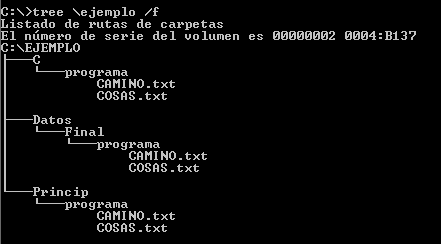 C:\>tree \ejemplo /f
Listado de rutas de carpetas
El número de serie del volumen es 00000002 0004:B137
C:\EJEMPLO
├───C
│   └───programa
│           CAMINO.txt
│           COSAS.txt
│
├───Datos
│   └───Final
│       └───programa
│               CAMINO.txt
│               COSAS.txt
│
└───Princip
    └───programa
            CAMINO.txt
            COSAS.txt